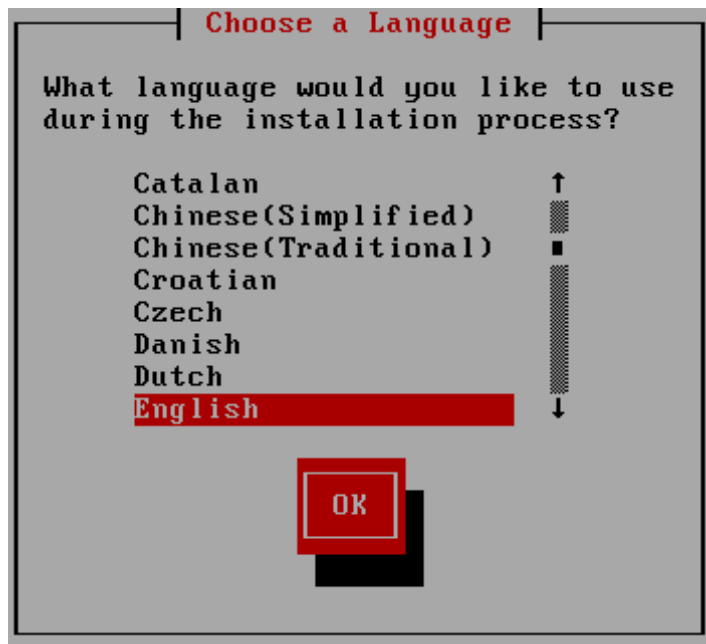 Choose a Language
What language would you like to use
during the installation process?
Catalan
Chinese(Simplified)
Chinese(Traditional)
Croatian
Czech
Danish
Dutch
English
OK